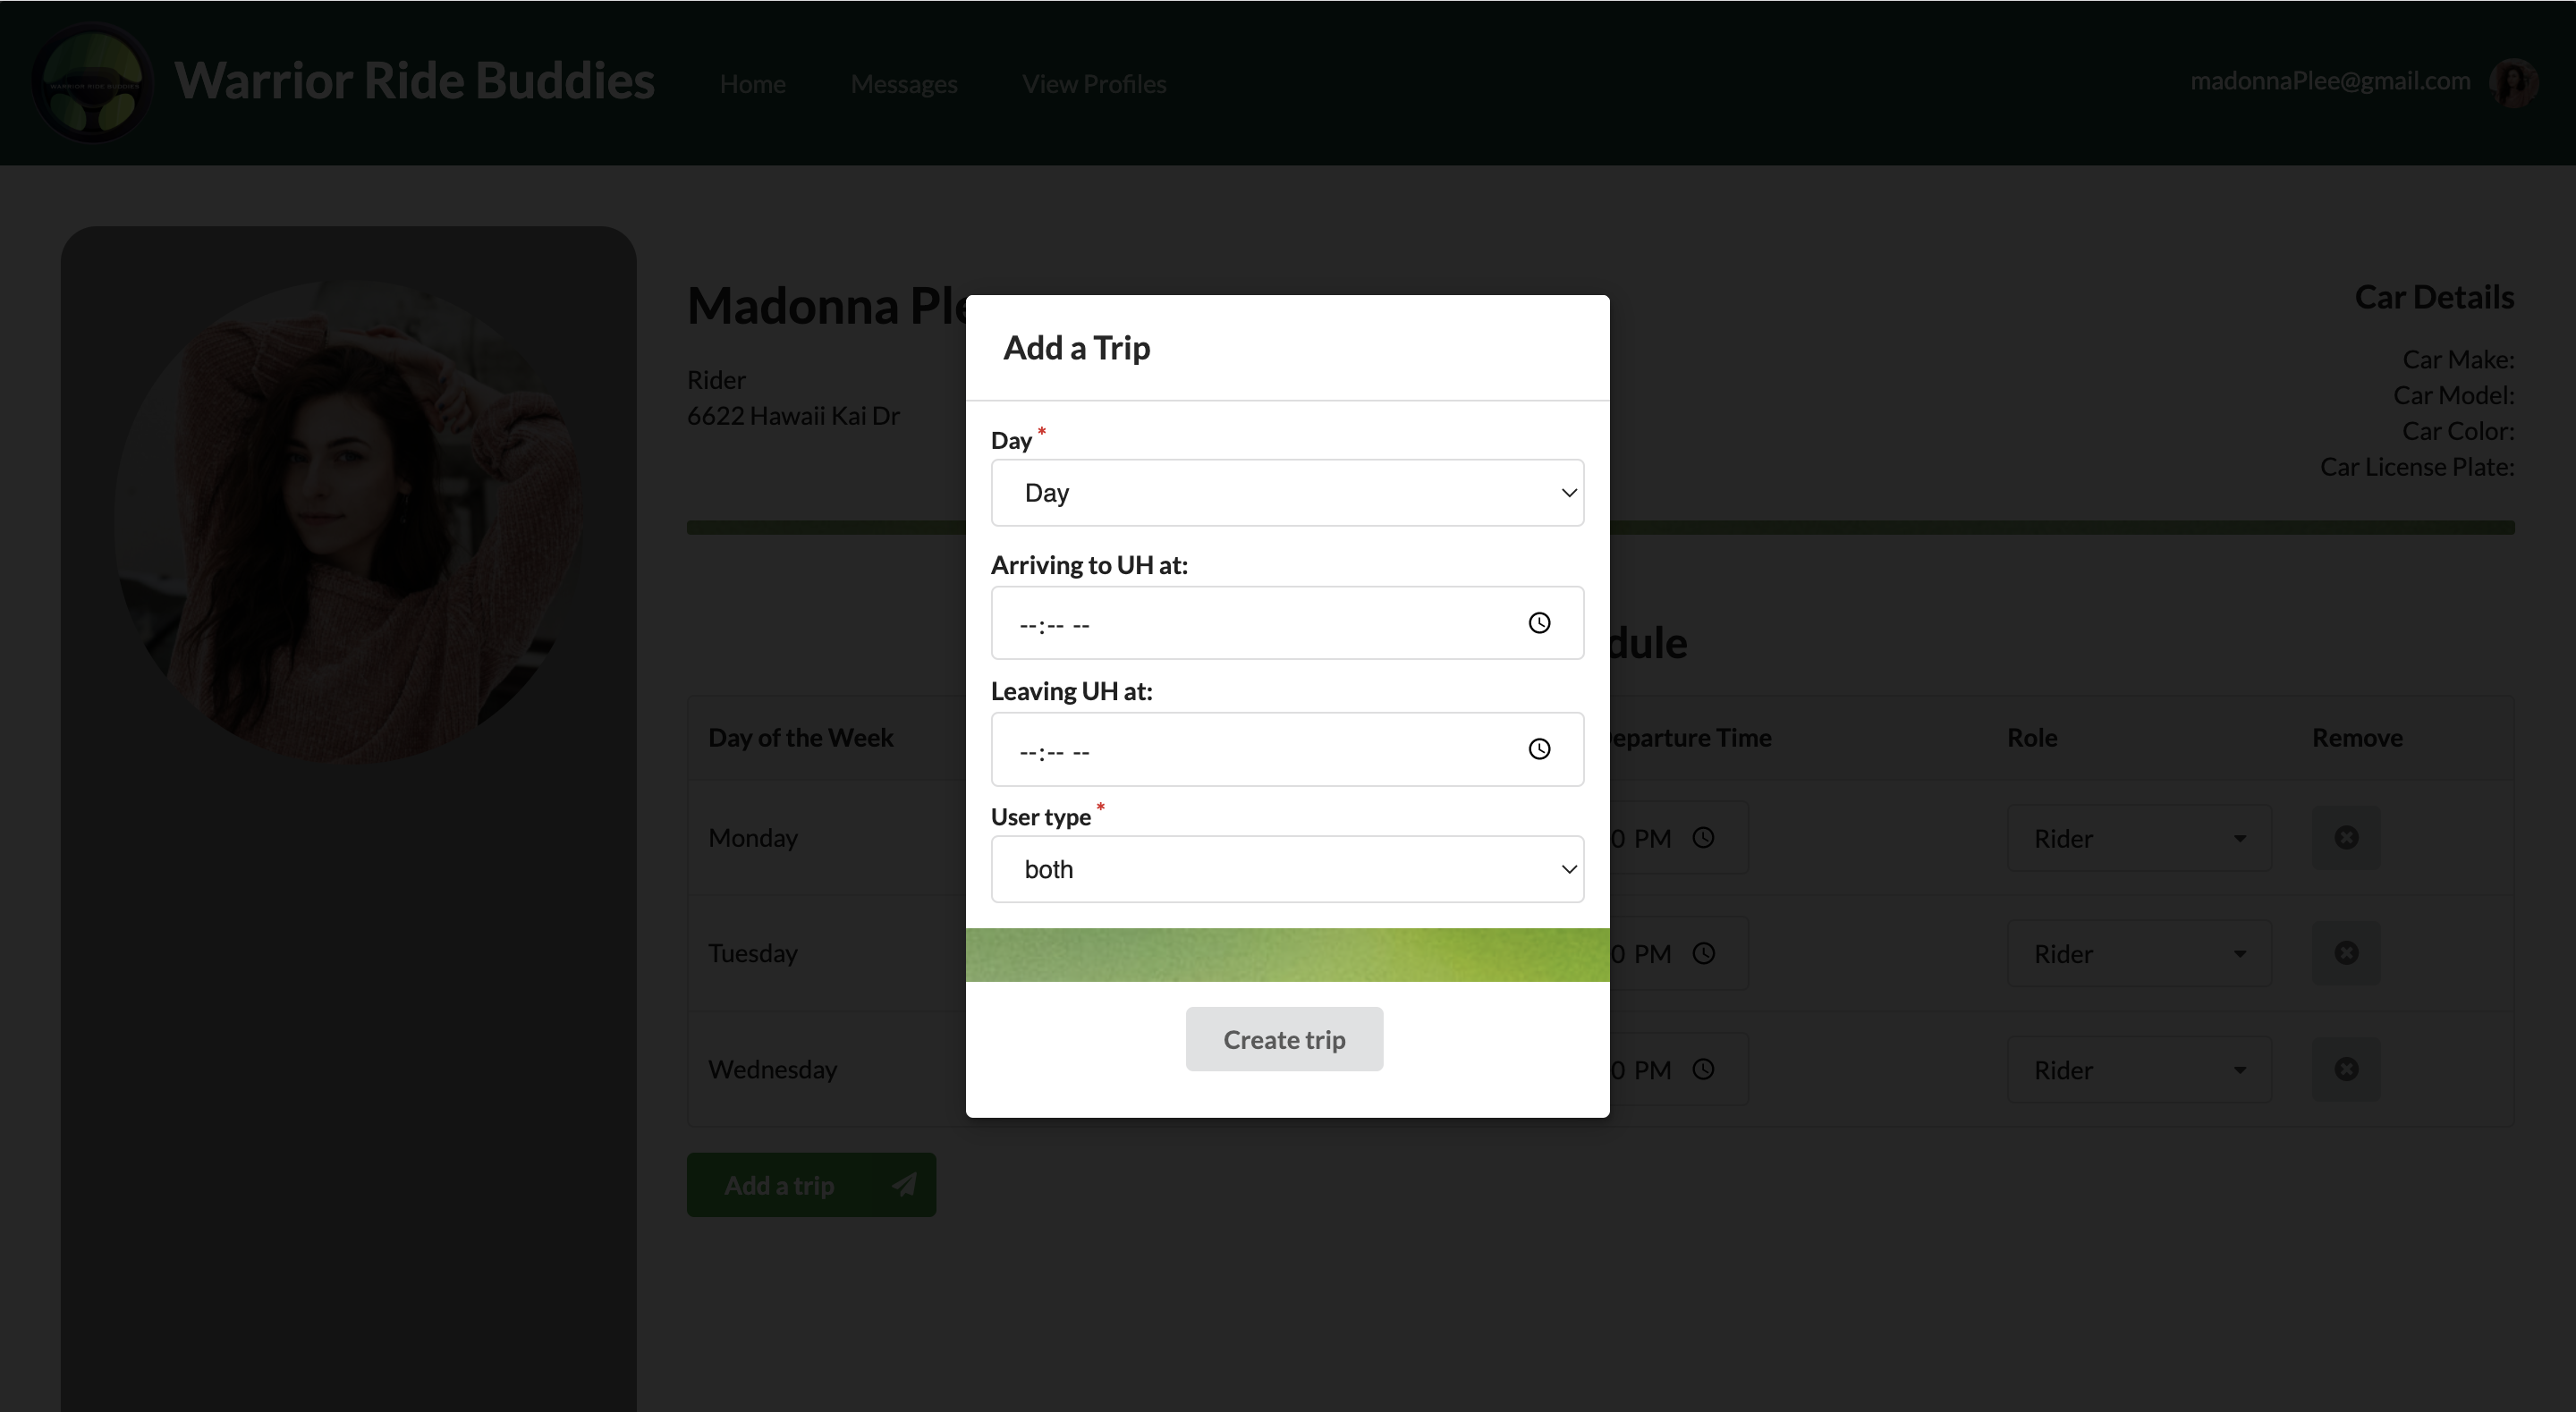 Warrior Ride Buddies Home Messages View Profiles madonnaPlee@gmail.com
WARRIOR RIDE BUDDIES
Madonna Ple
Rider
6622 Hawaii Kai Dr
Car Details
Car Make:
Car Model:
Car Color:
Car License Plate:
Add a Trip
Day *
Day
Arriving to UH at:
--:-- --
Leaving UH at:
--:-- --
User type *
both
Create trip
dule
Day of the Week eparture Time Role Remove
Monday 0 PM Rider
Tuesday 0 PM Rider
Wednesday 0 PM Rider
Add a trip